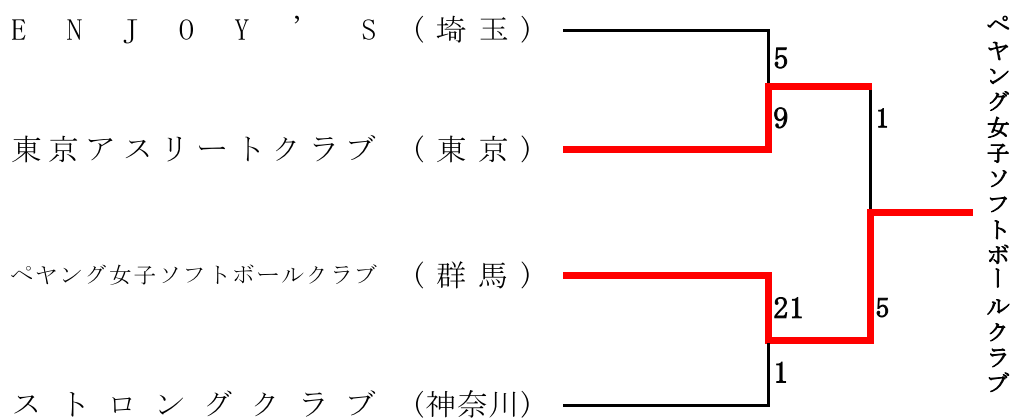 ENJOY’S (埼玉)
5
9
東京アスリートクラブ (東京)
1
ペヤング女子ソフトボールクラブ (群馬)
21
5
1
ストロングクラブ (神奈川)
ペヤング女子ソフトボールクラブ